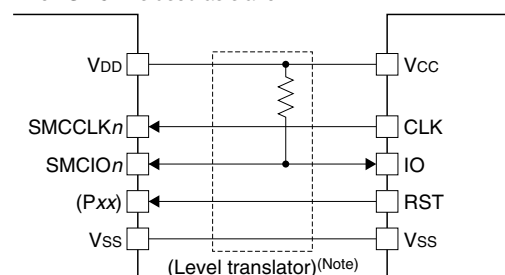 VDD VCC
SMCCLKn CLK
SMCIOn IO
(Pxx) RST
VSS VSS
(Level translator)(Note)